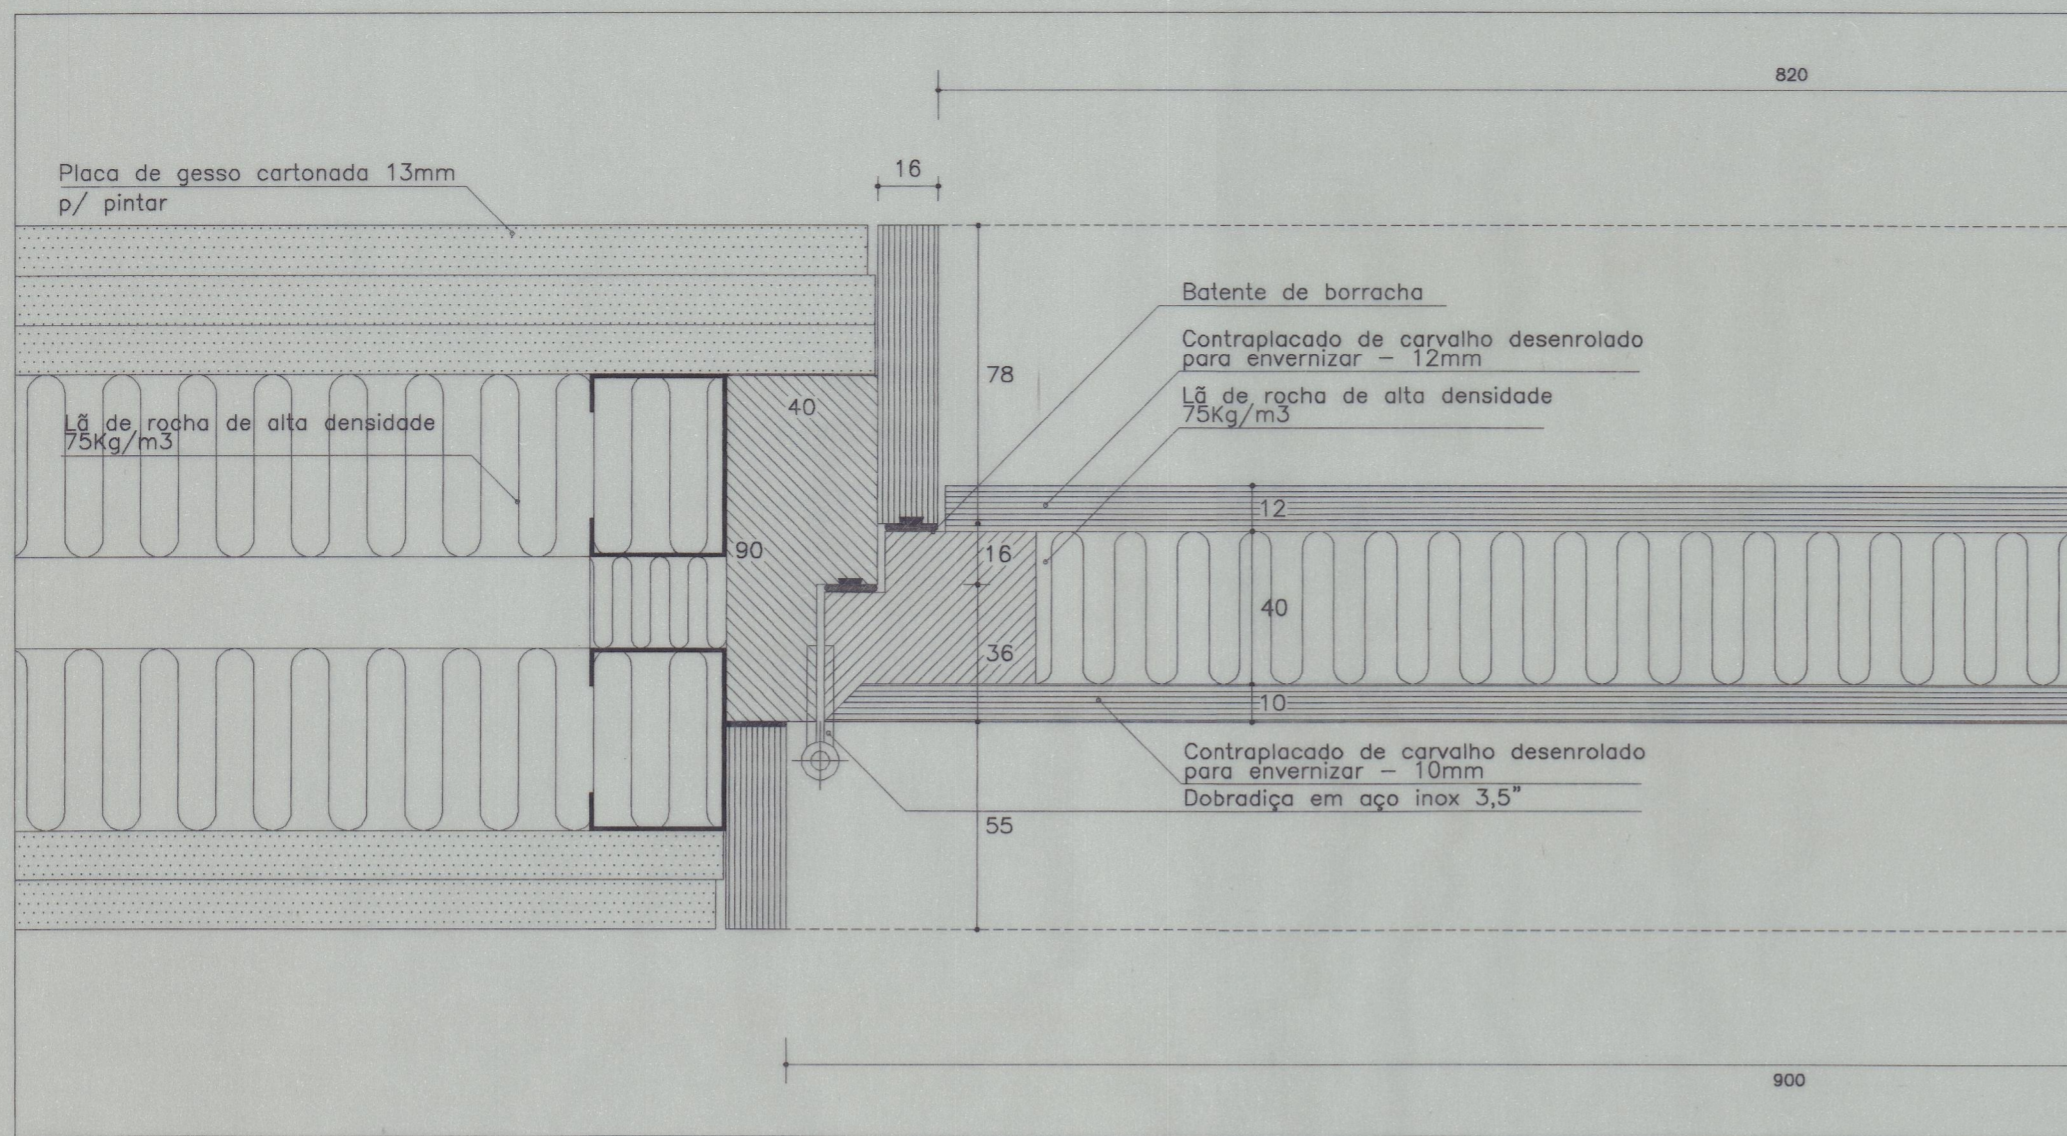 820
16
Placa de gesso cartonada 13mm
p/ pintar
Batente de borracha
Contraplacado de carvalho desenrolado
para envernizar – 12mm
78
Lã de rocha de alta densidade
75Kg/m3
40
Lã de rocha de alta densidade
75Kg/m3
12
90
16
40
36
10
Contraplacado de carvalho desenrolado
para envernizar – 10mm
Dobradiça em aço inox 3,5"
55
900